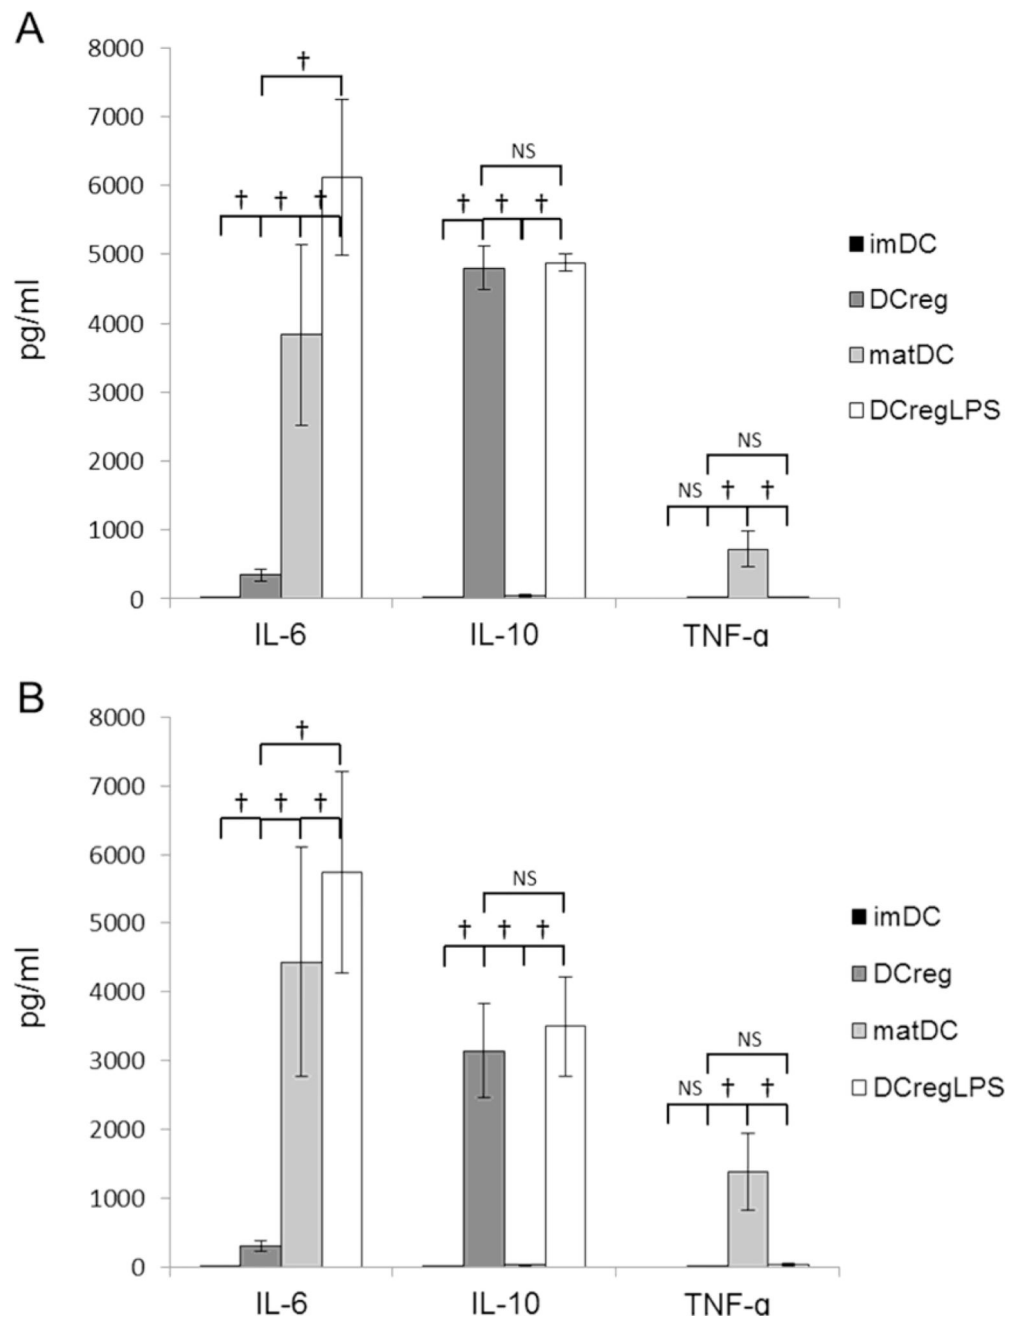 A
8000
7000
6000
5000
4000
3000
2000
1000
0
pg/ml
†
† † †
NS
† † †
NS
NS † †
IL-6 IL-10 TNF-α
imDC
DCreg
matDC
DCregLPS
B
8000
7000
6000
5000
4000
3000
2000
1000
0
pg/ml
†
† † †
NS
† † †
NS
NS † †
IL-6 IL-10 TNF-α
imDC
DCreg
matDC
DCregLPS